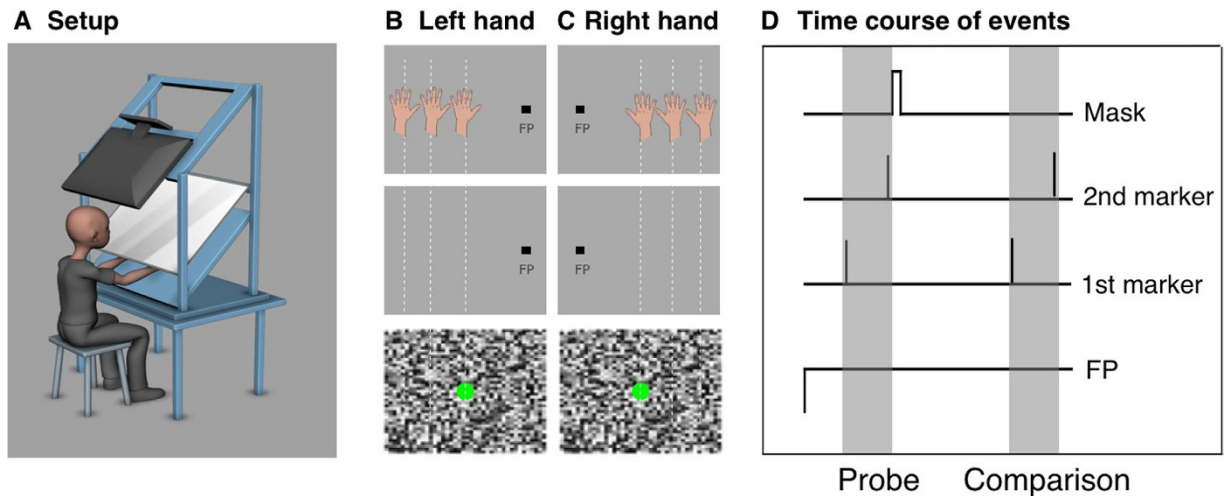 A Setup
B Left hand
C Right hand
D Time course of events
FP
FP
FP
FP
Mask
2nd marker
1st marker
FP
Probe
Comparison